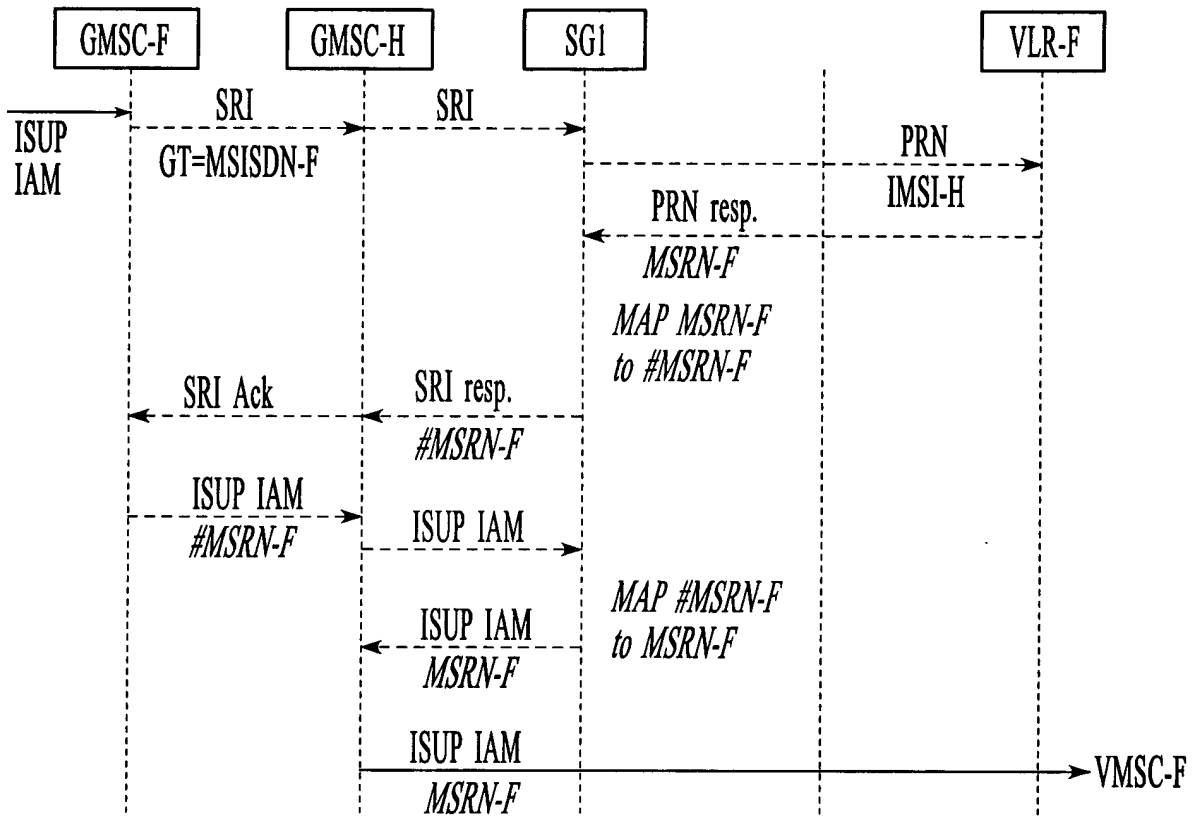 GMSC-F
GMSC-H
SG1
VLR-F
ISUP
IAM
SRI
GT=MSISDN-F
SRI
PRN
IMSI-H
PRN resp.
MSRN-F
MAP MSRN-F
to #MSRN-F
SRI Ack
SRI resp.
#MSRN-F
ISUP IAM
#MSRN-F
ISUP IAM
MAP #MSRN-F
to MSRN-F
ISUP IAM
MSRN-F
ISUP IAM
MSRN-F
VMSC-F